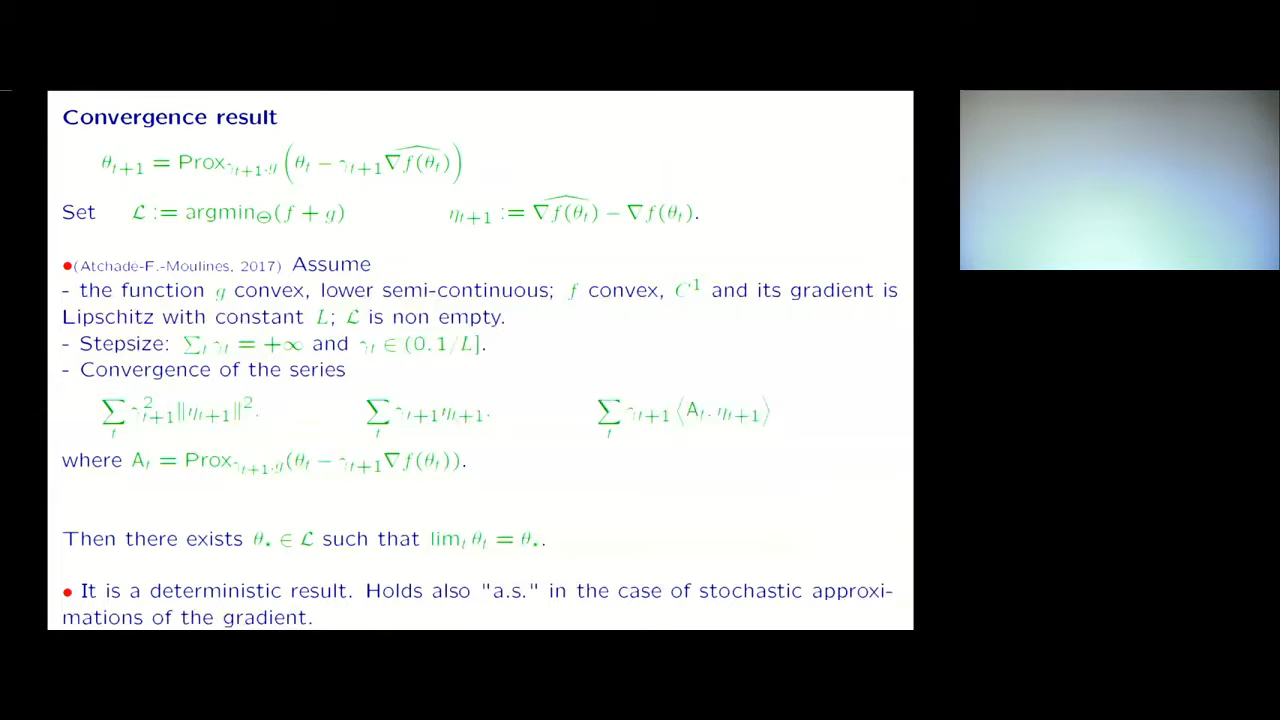 Convergence result
θ_{t+1} = Prox_{γ_{t+1},g} ( θ_t − γ_{t+1} \widehat{∇f(θ_t)} )
Set 𝓛 := argmin_Θ(f + g) η_{t+1} := \widehat{∇f(θ_t)} − ∇f(θ_t).
•(Atchadé-F.-Moulines, 2017) Assume
- the function g convex, lower semi-continuous; f convex, C^1 and its gradient is
Lipschitz with constant L; 𝓛 is non empty.
- Stepsize: ∑_t γ_t = +∞ and γ_t ∈ (0, 1/L].
- Convergence of the series
∑_t γ_{t+1}^2 ‖η_{t+1}‖^2, ∑_t γ_{t+1} η_{t+1}, ∑_t γ_{t+1} ⟨A_t, η_{t+1}⟩
where A_t = Prox_{γ_{t+1},g}(θ_t − γ_{t+1}∇f(θ_t)).
Then there exists θ_⋆ ∈ 𝓛 such that lim_t θ_t = θ_⋆.
• It is a deterministic result. Holds also "a.s." in the case of stochastic approxi-
mations of the gradient.